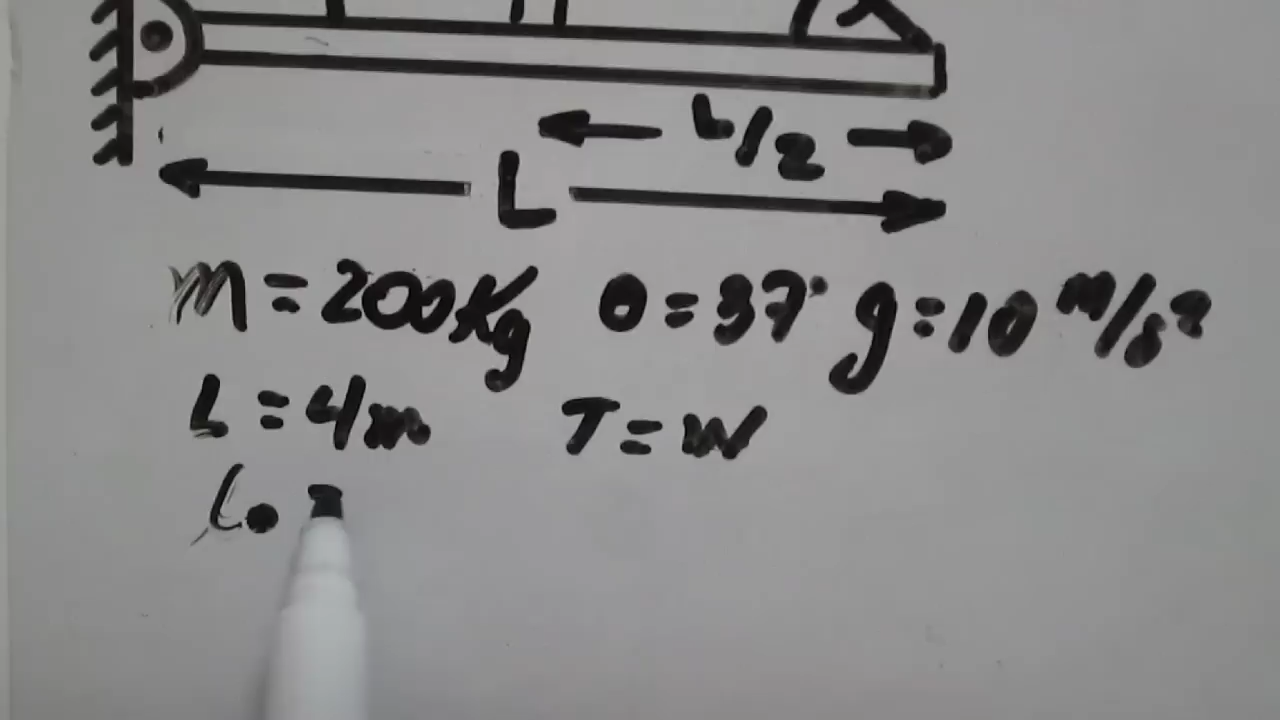 L/2
L
m = 200Kg θ = 37° g = 10 m/s²
L = 4m T = W